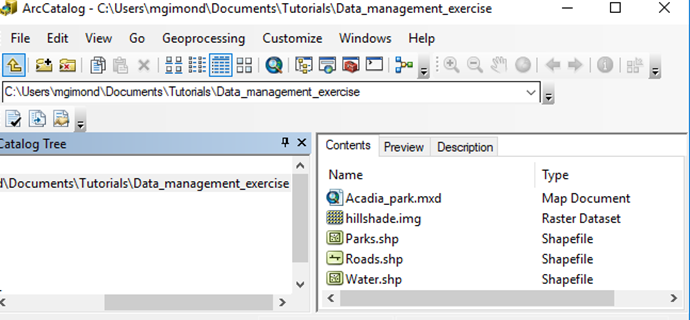 ArcCatalog - C:\Users\mgimond\Documents\Tutorials\Data_management_exercise
File Edit View Go Geoprocessing Customize Windows Help
C:\Users\mgimond\Documents\Tutorials\Data_management_exercise
Catalog Tree
d\Documents\Tutorials\Data_management_exercise
Contents Preview Description
Name Type
Acadia_park.mxd Map Document
hillshade.img Raster Dataset
Parks.shp Shapefile
Roads.shp Shapefile
Water.shp Shapefile